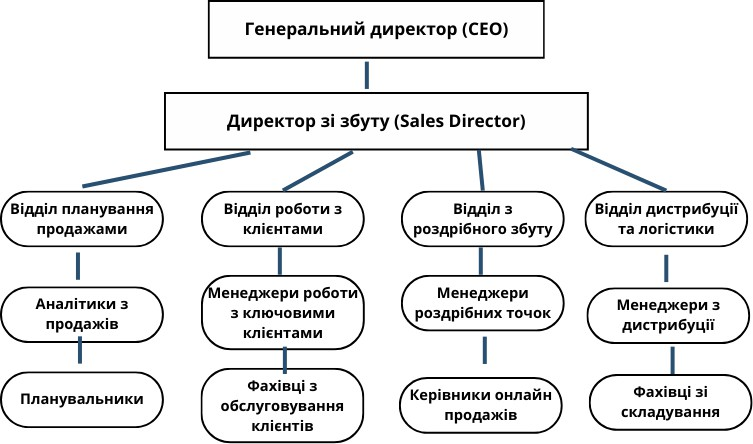 Генеральний директор (CEO)
Директор зі збуту (Sales Director)
Відділ планування
продажами
Відділ роботи з
клієнтами
Відділ з
роздрібного збуту
Відділ дистрибуції
та логістики
Аналітики з
продажів
Менеджери роботи
з ключовими
клієнтами
Менеджери
роздрібних точок
Менеджери з
дистрибуції
Планувальники
Фахівці з
обслуговування
клієнтів
Керівники онлайн
продажів
Фахівці зі
складування